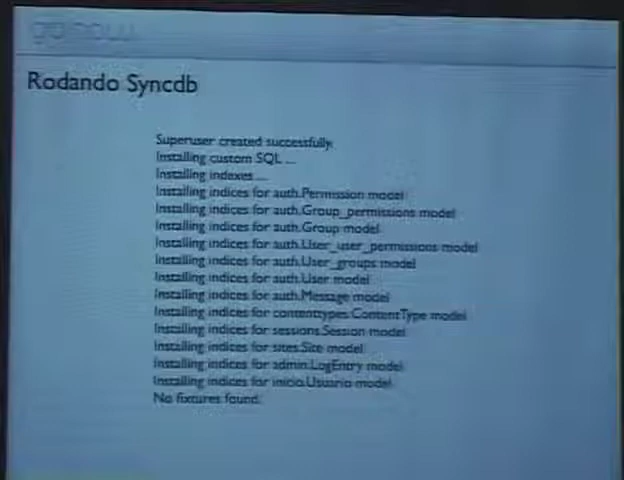 Rodando Syncdb
Superuser created successfully.
Installing custom SQL ...
Installing indexes ...
Installing indices for auth.Permission model
Installing indices for auth.Group_permissions model
Installing indices for auth.Group model
Installing indices for auth.User_user_permissions model
Installing indices for auth.User_groups model
Installing indices for auth.User model
Installing indices for auth.Message model
Installing indices for contenttypes.ContentType model
Installing indices for sessions.Session model
Installing indices for sites.Site model
Installing indices for admin.LogEntry model
Installing indices for inicio.Usuario model
No fixtures found.